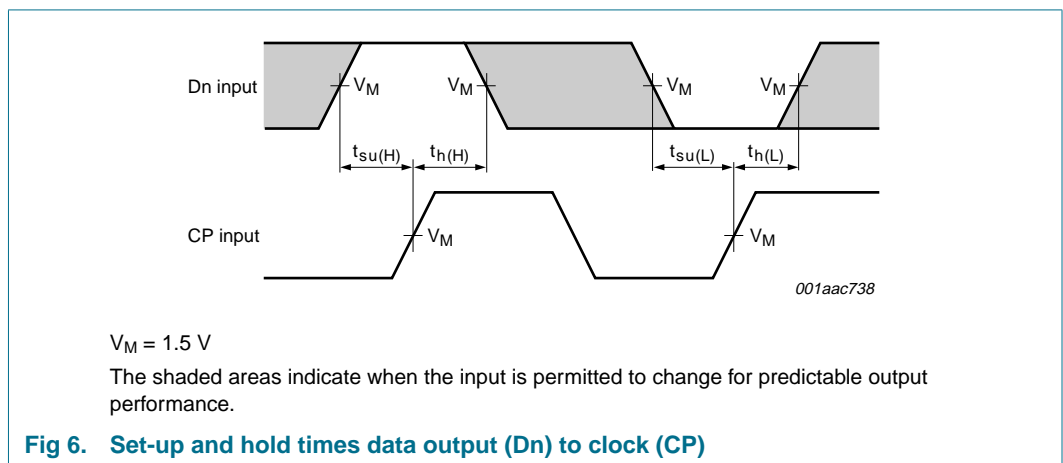 Dn input
VM VM VM VM
tsu(H) th(H) tsu(L) th(L)
CP input
VM VM
001aac738
VM = 1.5 V
The shaded areas indicate when the input is permitted to change for predictable output
performance.
Fig 6. Set-up and hold times data output (Dn) to clock (CP)